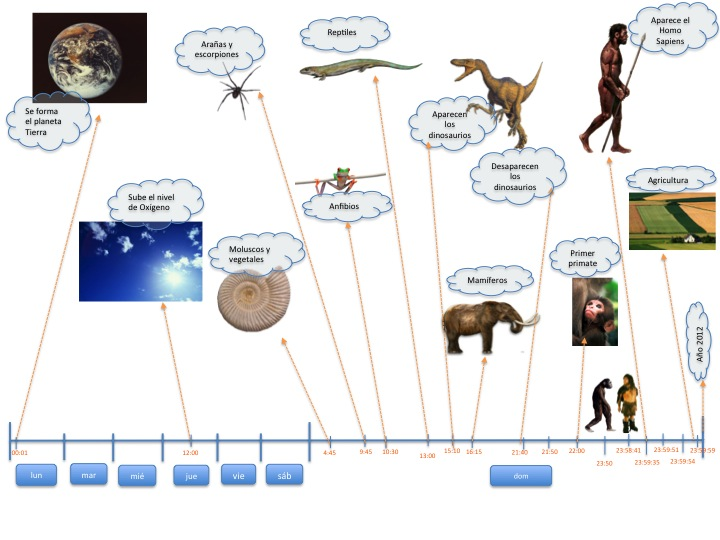 Se forma
el planeta
Tierra
Sube el nivel
de Oxigeno
Arañas y
escorpiones
Moluscos y
vegetales
Reptiles
Anfibios
Aparecen
los
dinosaurios
Desaparecen
los
dinosaurios
Mamíferos
Primer
primate
Aparece el
Homo
Sapiens
Agricultura
Año 2012
00:01
12:00
4:45
9:45
10:30
13:00
15:10
16:15
21:40
21:50
22:00
23:50
23:58:41
23:59:35
23:59:51
23:59:54
23:59:59
lun
mar
mié
jue
vie
sáb
dom